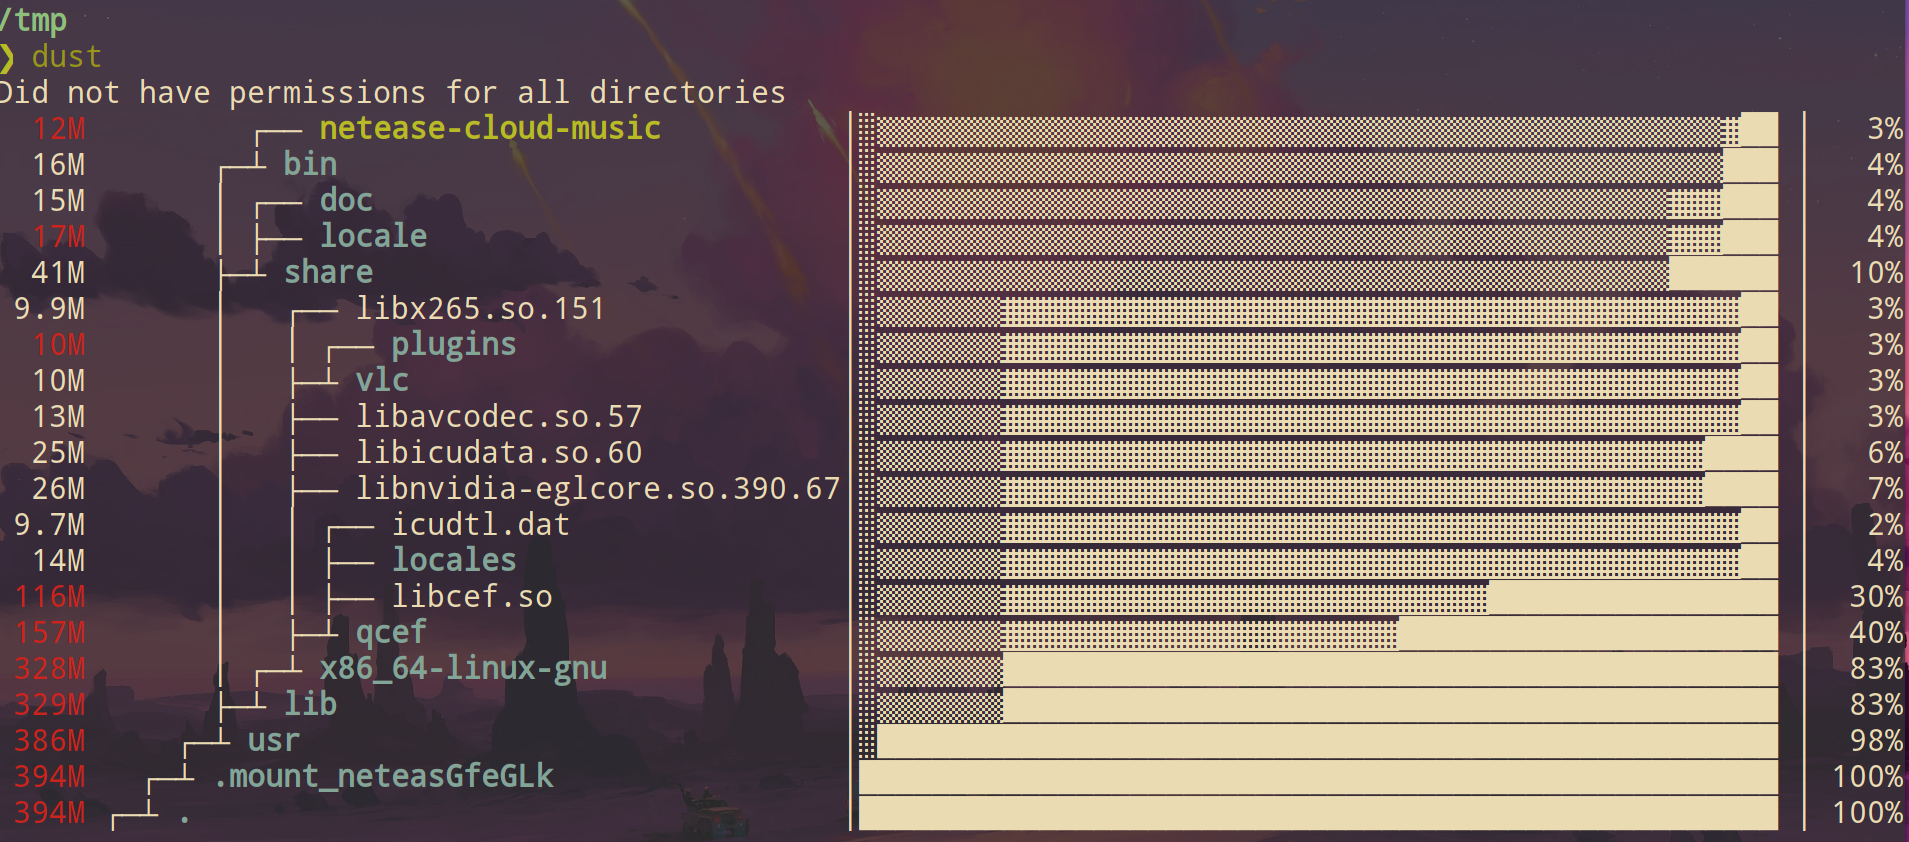 /tmp
❯ dust
Did not have permissions for all directories
12M ┌── netease-cloud-music 3%
16M ┌─┴ bin 4%
15M │ ┌── doc 4%
17M │ ├── locale 4%
41M ├─┴ share 10%
9.9M │ ┌── libx265.so.151 3%
10M │ │ ┌── plugins 3%
10M │ ├─┴ vlc 3%
13M │ ├── libavcodec.so.57 3%
25M │ ├── libicudata.so.60 6%
26M │ ├── libnvidia-eglcore.so.390.67 7%
9.7M │ │ ┌── icudtl.dat 2%
14M │ │ ├── locales 4%
116M │ │ ├── libcef.so 30%
157M │ ├─┴ qcef 40%
328M │ ┌─┴ x86_64-linux-gnu 83%
329M ├─┴ lib 83%
386M ┌─┴ usr 98%
394M ┌─┴ .mount_neteasGfeGLk 100%
394M ┌─┴ . 100%